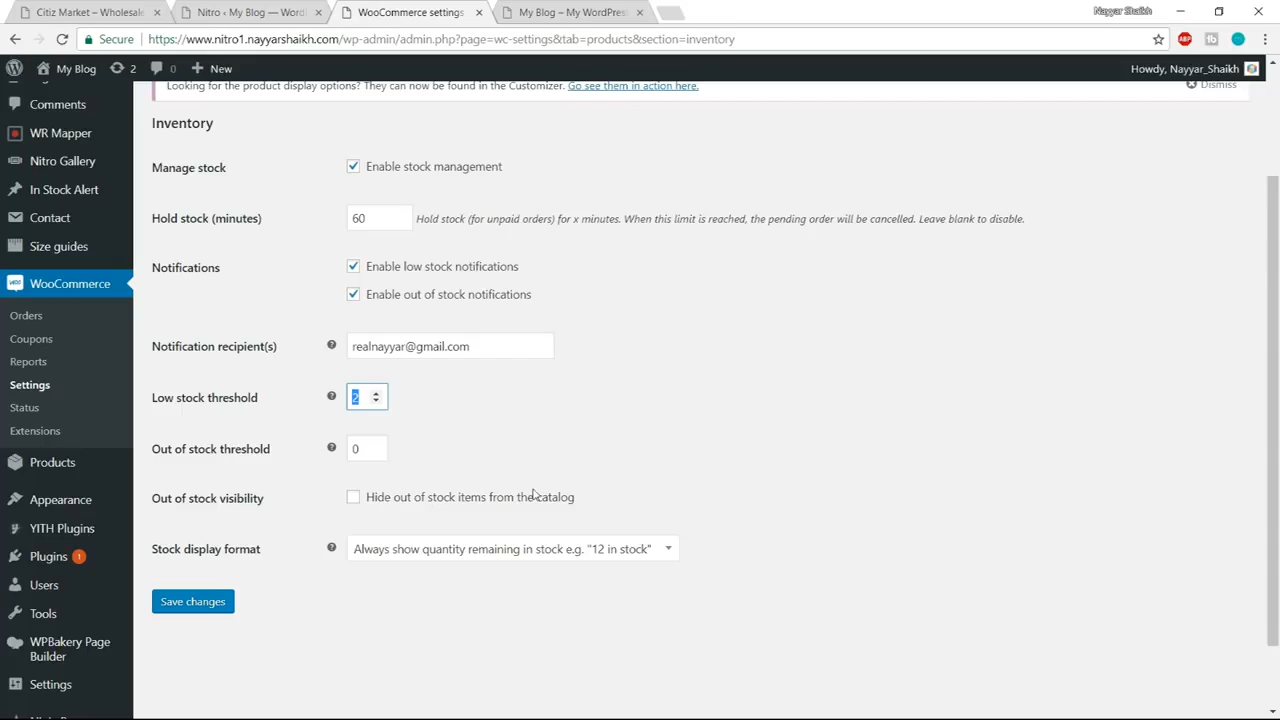 Citiz Market – Wholesale
Nitro ‹ My Blog — Word
WooCommerce settings
My Blog – My WordPres
Nayyar Shaikh
Secure
https://www.nitro1.nayyarshaikh.com/wp-admin/admin.php?page=wc-settings&tab=products&section=inventory
ABP
My Blog
2
0
New
Howdy, Nayyar_Shaikh
Looking for the product display options? They can now be found in the Customizer. Go see them in action here.
Dismiss
Comments
WR Mapper
Nitro Gallery
In Stock Alert
Contact
Size guides
WooCommerce
Orders
Coupons
Reports
Settings
Status
Extensions
Products
Appearance
YITH Plugins
Plugins 1
Users
Tools
WPBakery Page
Builder
Settings
Inventory
Manage stock
Enable stock management
Hold stock (minutes)
60
Hold stock (for unpaid orders) for x minutes. When this limit is reached, the pending order will be cancelled. Leave blank to disable.
Notifications
Enable low stock notifications
Enable out of stock notifications
Notification recipient(s)
realnayyar@gmail.com
Low stock threshold
2
Out of stock threshold
0
Out of stock visibility
Hide out of stock items from the catalog
Stock display format
Always show quantity remaining in stock e.g. "12 in stock"
Save changes